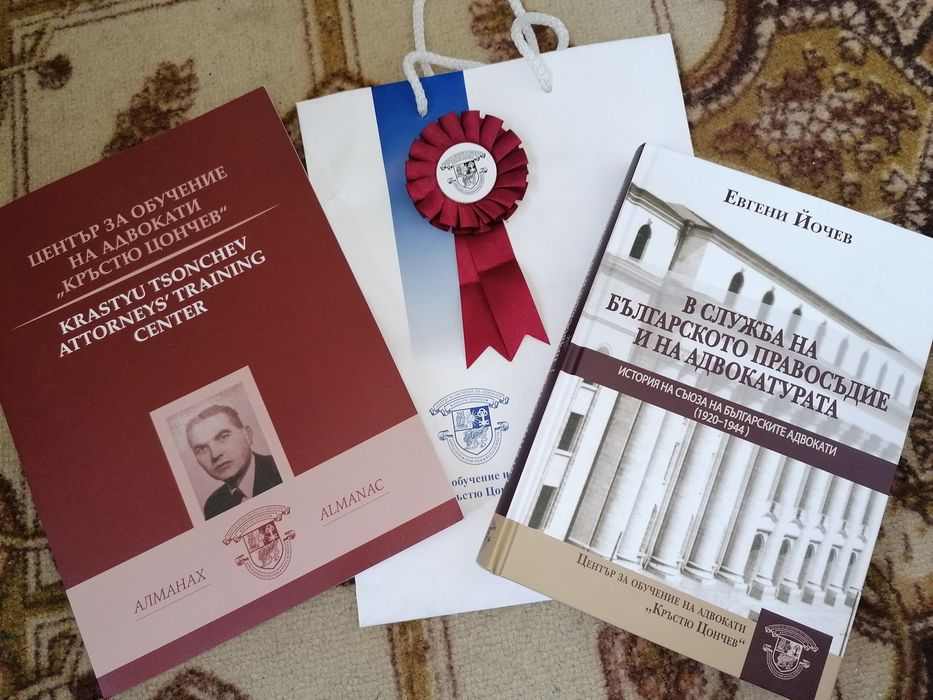 ЦЕНТЪР ЗА ОБУЧЕНИЕ
НА АДВОКАТИ
„КРЪСТЮ ЦОНЧЕВ“
KRASTYU TSONCHEV
ATTORNEYS' TRAINING
CENTER
АЛМАНАХ
ALMANAC
обучение на
ръстю Цон
Евгени Йочев
В СЛУЖБА НА
БЪЛГАРСКОТО ПРАВОСЪДИЕ
И НА АДВОКАТУРАТА
ИСТОРИЯ НА СЪЮЗА НА БЪЛГАРСКИТЕ АДВОКАТИ
(1920–1944)
ЦЕНТЪР ЗА ОБУЧЕНИЕ НА АДВОКАТИ
„КРЪСТЮ ЦОНЧЕВ“